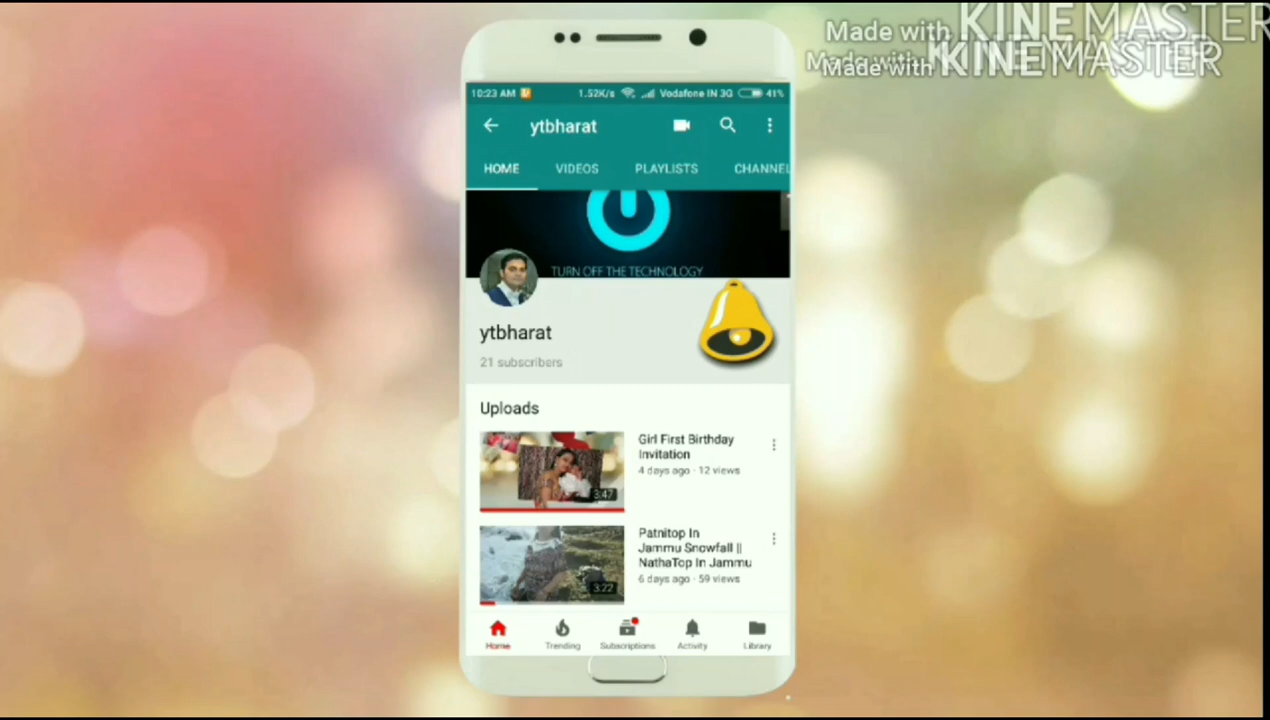 Made with KINEMASTER
Made with KINEMASTER
10:23 AM 1.52K/s Vodafone IN 3G 41%
ytbharat
HOME VIDEOS PLAYLISTS CHANNEL
TURN OFF THE TECHNOLOGY
ytbharat
21 subscribers
Uploads
Girl First Birthday
Invitation
4 days ago · 12 views
3:47
Patnitop In
Jammu Snowfall ||
NathaTop In Jammu
6 days ago · 59 views
3:22
Home Trending Subscriptions Activity Library